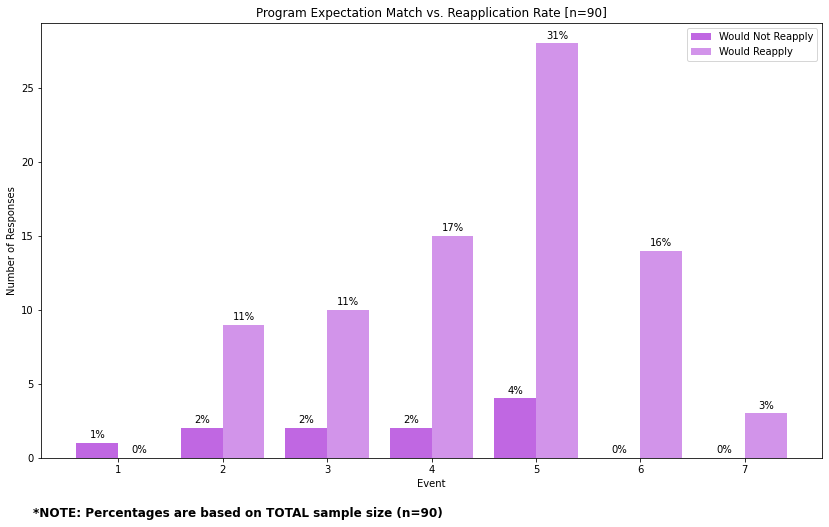 Program Expectation Match vs. Reapplication Rate [n=90]
Would Not Reapply
Would Reapply
Number of Responses
25
20
15
10
5
0
1%
0%
2%
11%
2%
11%
2%
17%
4%
31%
0%
16%
0%
3%
1 2 3 4 5 6 7
Event
*NOTE: Percentages are based on TOTAL sample size (n=90)